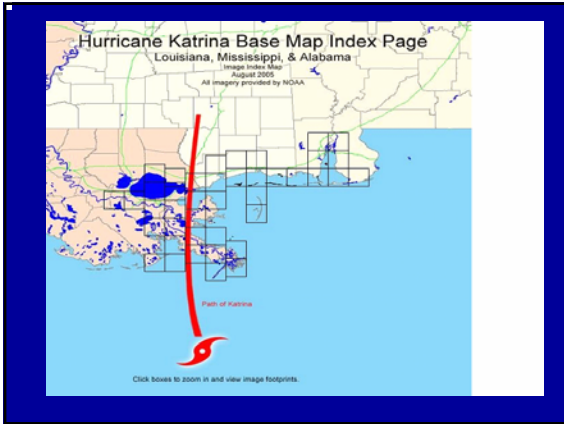 Hurricane Katrina Base Map Index Page
Louisiana, Mississippi, & Alabama
Image Index Map
August 2005
All imagery provided by NOAA
Path of Katrina
Click boxes to zoom in and view image footprints.